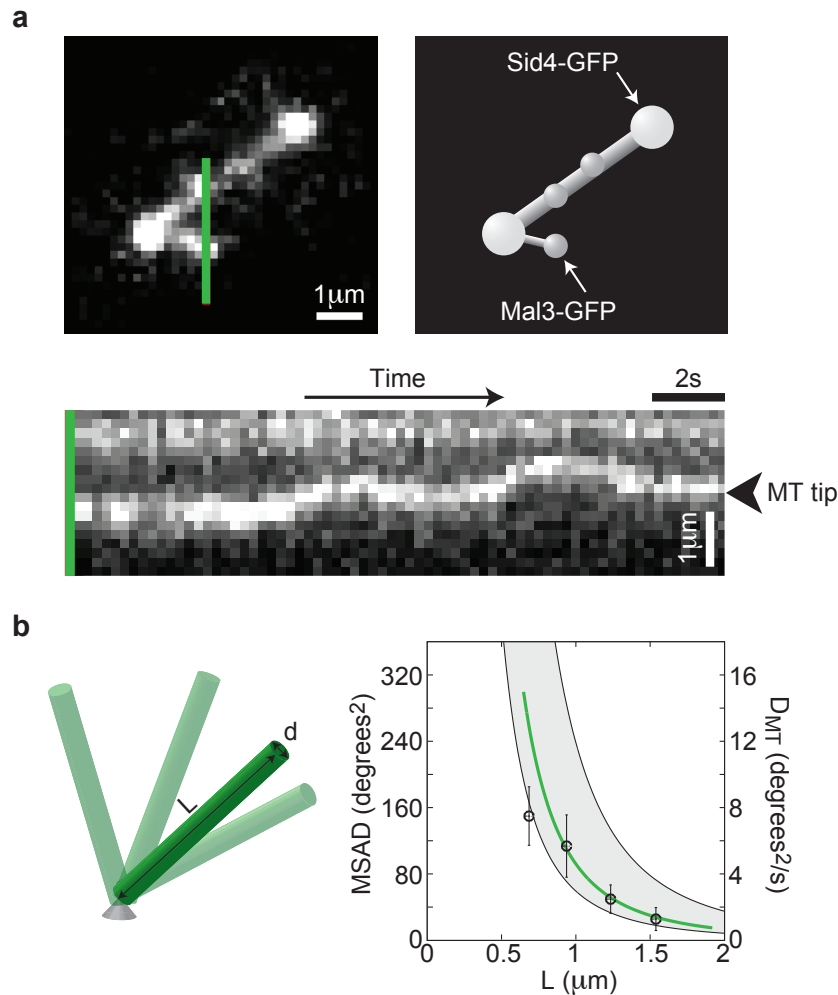 a
Sid4-GFP
Mal3-GFP
1μm
Time
2s
MT tip
1μm
b
d
L
MSAD (degrees²)
320
240
160
80
0
D_MT (degrees²/s)
16
12
8
4
0
0
0.5
1
1.5
2
L (μm)